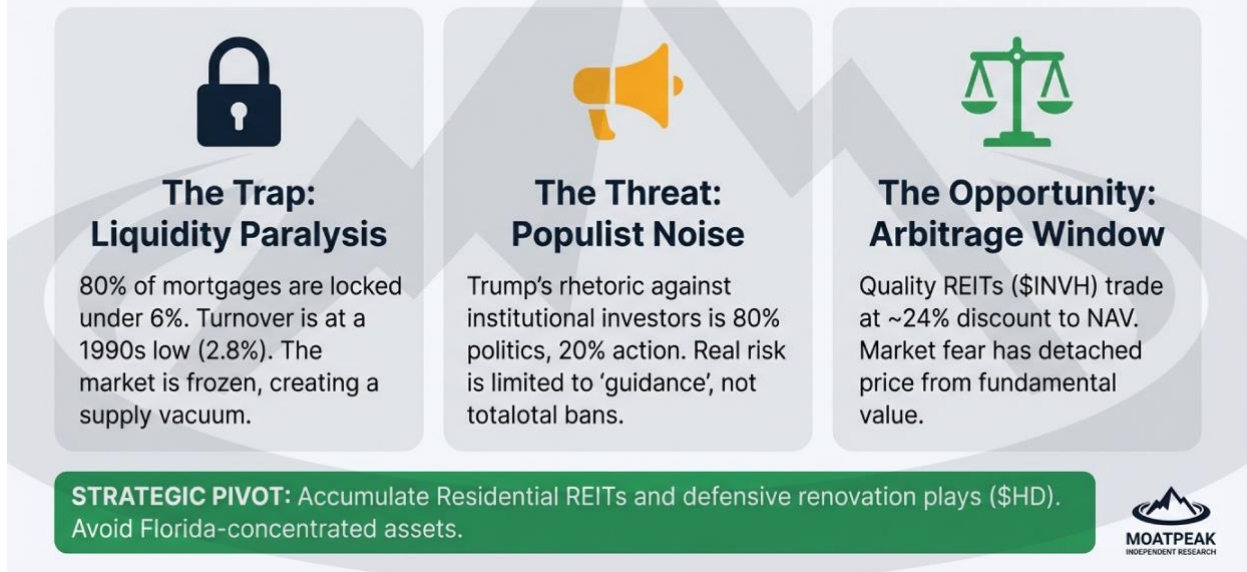 The Trap:
Liquidity Paralysis
80% of mortgages are locked
under 6%. Turnover is at a
1990s low (2.8%). The
market is frozen, creating a
supply vacuum.
The Threat:
Populist Noise
Trump’s rhetoric against
institutional investors is 80%
politics, 20% action. Real risk
is limited to ‘guidance’, not
totalotal bans.
The Opportunity:
Arbitrage Window
Quality REITs ($INVH) trade
at ~24% discount to NAV.
Market fear has detached
price from fundamental
value.
STRATEGIC PIVOT: Accumulate Residential REITs and defensive renovation plays ($HD).
Avoid Florida-concentrated assets.
MOATPEAK
INDEPENDENT RESEARCH